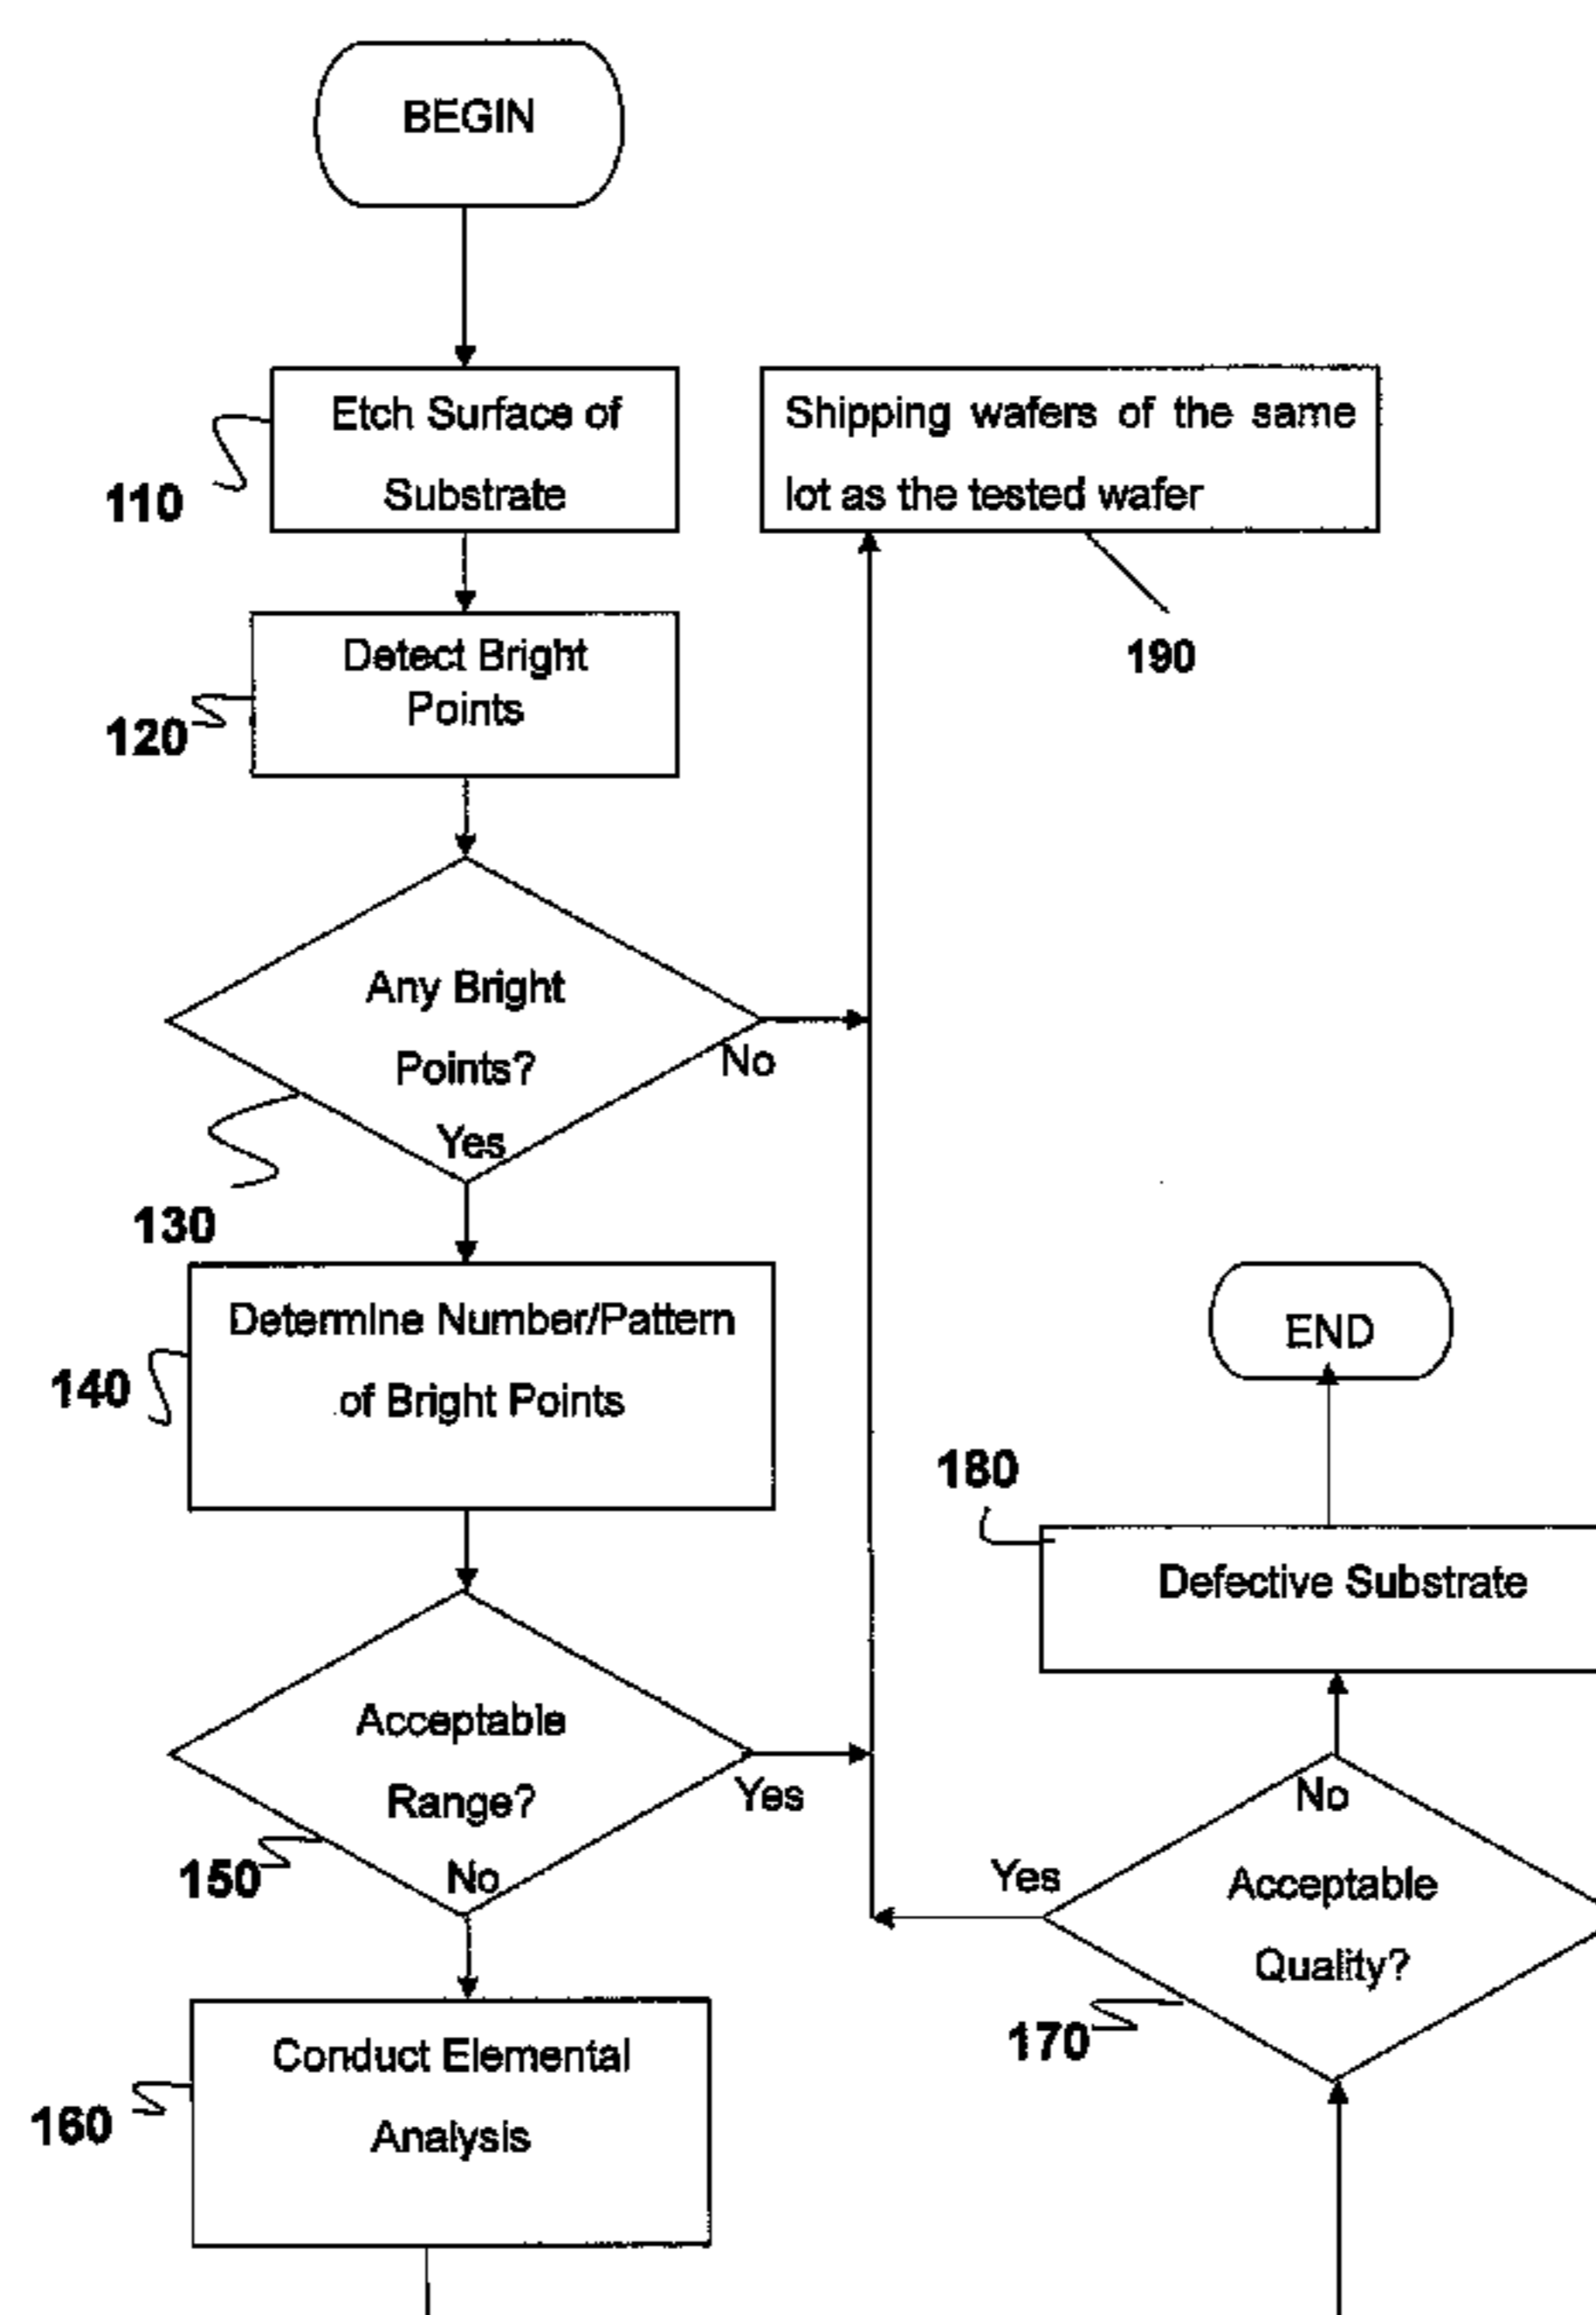 BEGIN
Etch Surface of
Substrate
110
Shipping wafers of the same
lot as the tested wafer
190
Detect Bright
Points
120
Any Bright
Points?
No
Yes
130
Determine Number/Pattern
of Bright Points
140
END
180
Defective Substrate
Acceptable
Range?
Yes
150
No
No
Yes
Acceptable
Quality?
170
Conduct Elemental
Analysis
160